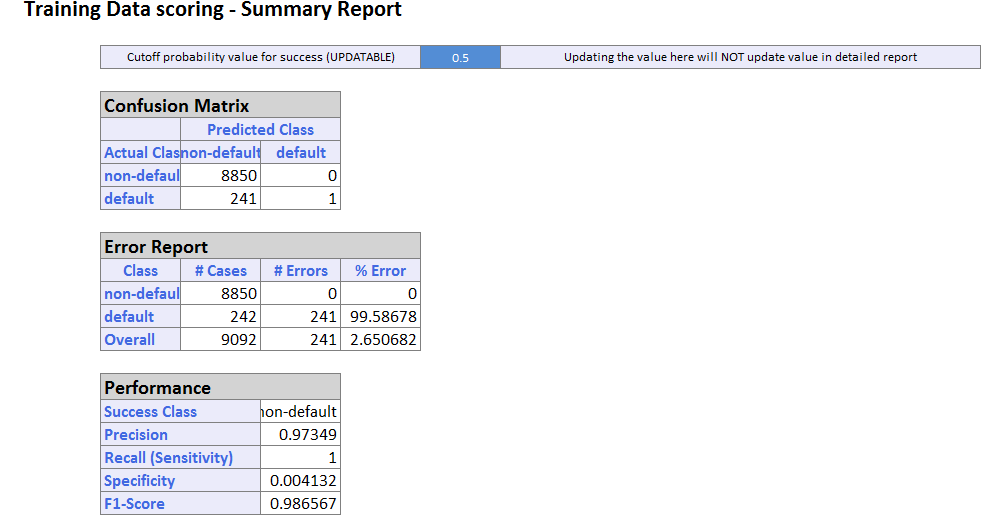 Training Data scoring - Summary Report
Cutoff probability value for success (UPDATABLE) 0.5 Updating the value here will NOT update value in detailed report
Confusion Matrix
Predicted Class
Actual Clas non-default default
non-defaul 8850 0
default 241 1
Error Report
Class # Cases # Errors % Error
non-defaul 8850 0 0
default 242 241 99.58678
Overall 9092 241 2.650682
Performance
Success Class non-default
Precision 0.97349
Recall (Sensitivity) 1
Specificity 0.004132
F1-Score 0.986567